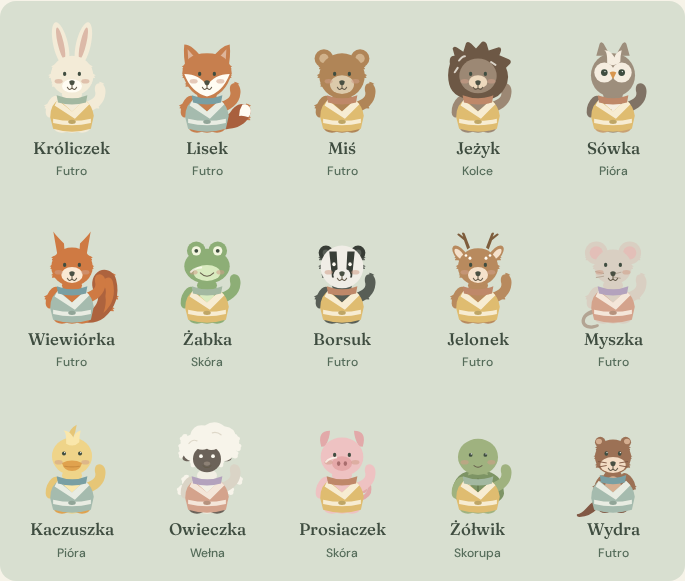 Króliczek
Lisek
Miś
Jeżyk
Sówka
Futro
Futro
Futro
Kolce
Pióra
Wiewiórka
Żabka
Borsuk
Jelonek
Myszka
Futro
Skóra
Futro
Futro
Futro
Kaczuszka
Owieczka
Prosiaczek
Żółwik
Wydra
Pióra
Wełna
Skóra
Skorupa
Futro